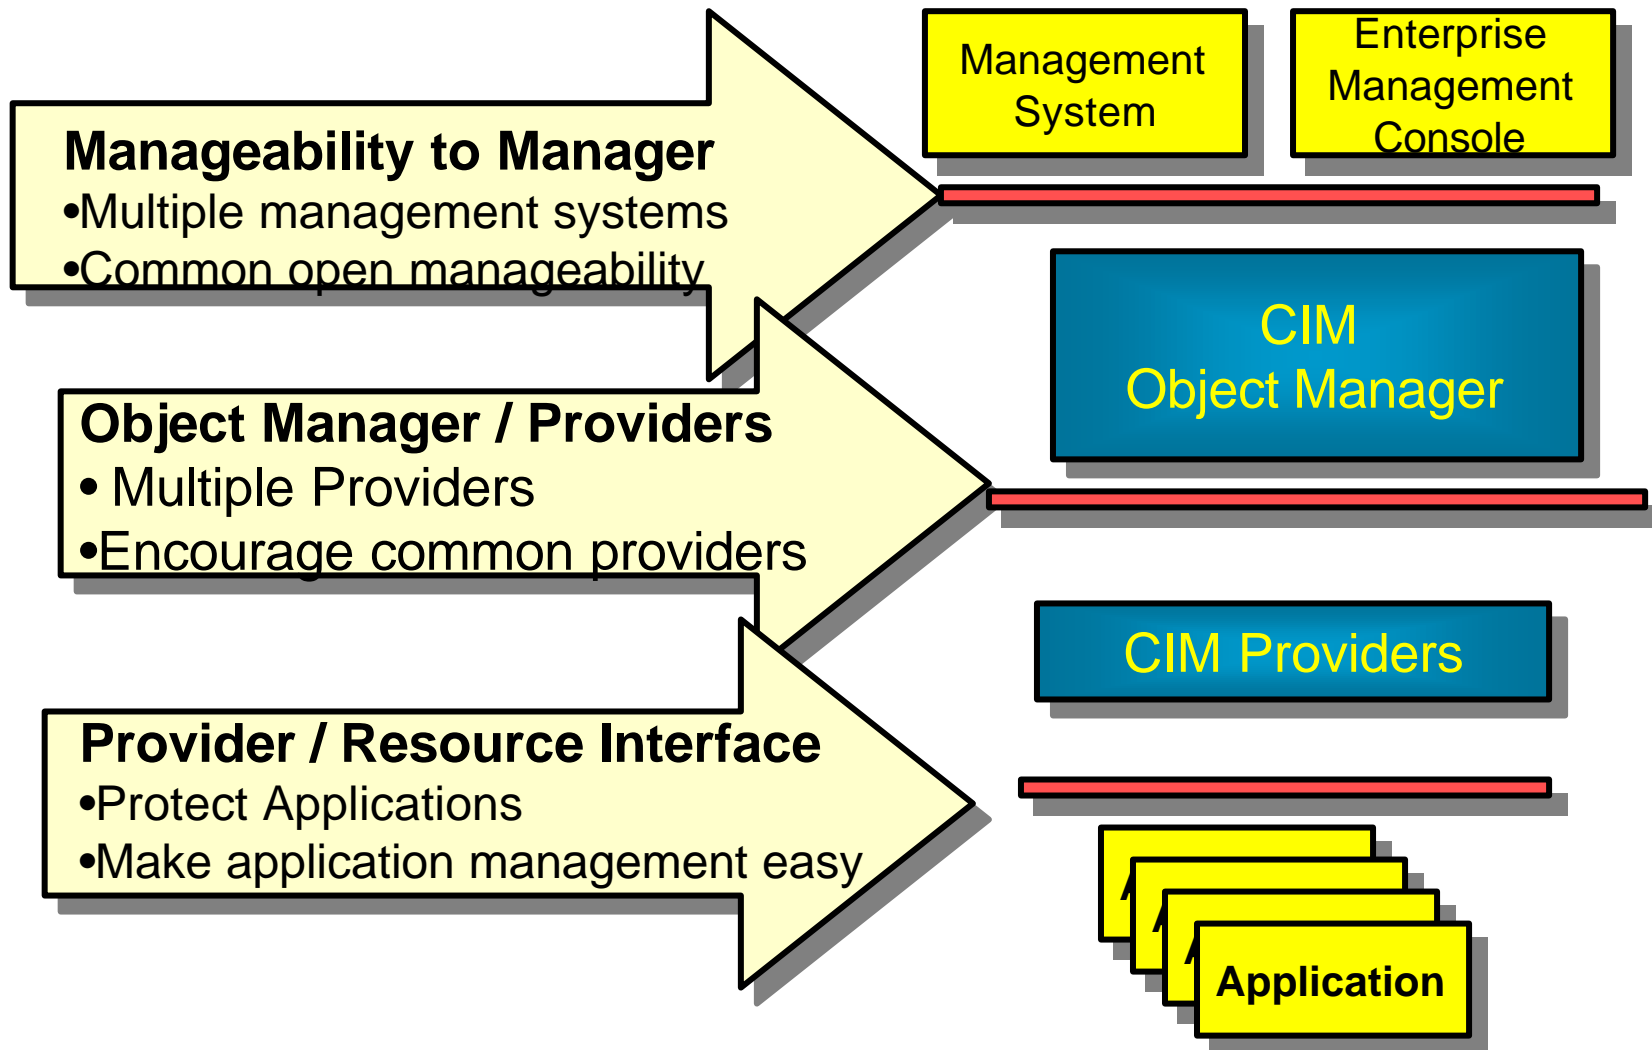 Manageability to Manager
•Multiple management systems
•Common open manageability
Management
System
Enterprise
Management
Console
CIM
Object Manager
Object Manager / Providers
• Multiple Providers
•Encourage common providers
CIM Providers
Provider / Resource Interface
•Protect Applications
•Make application management easy
A
A
A
Application